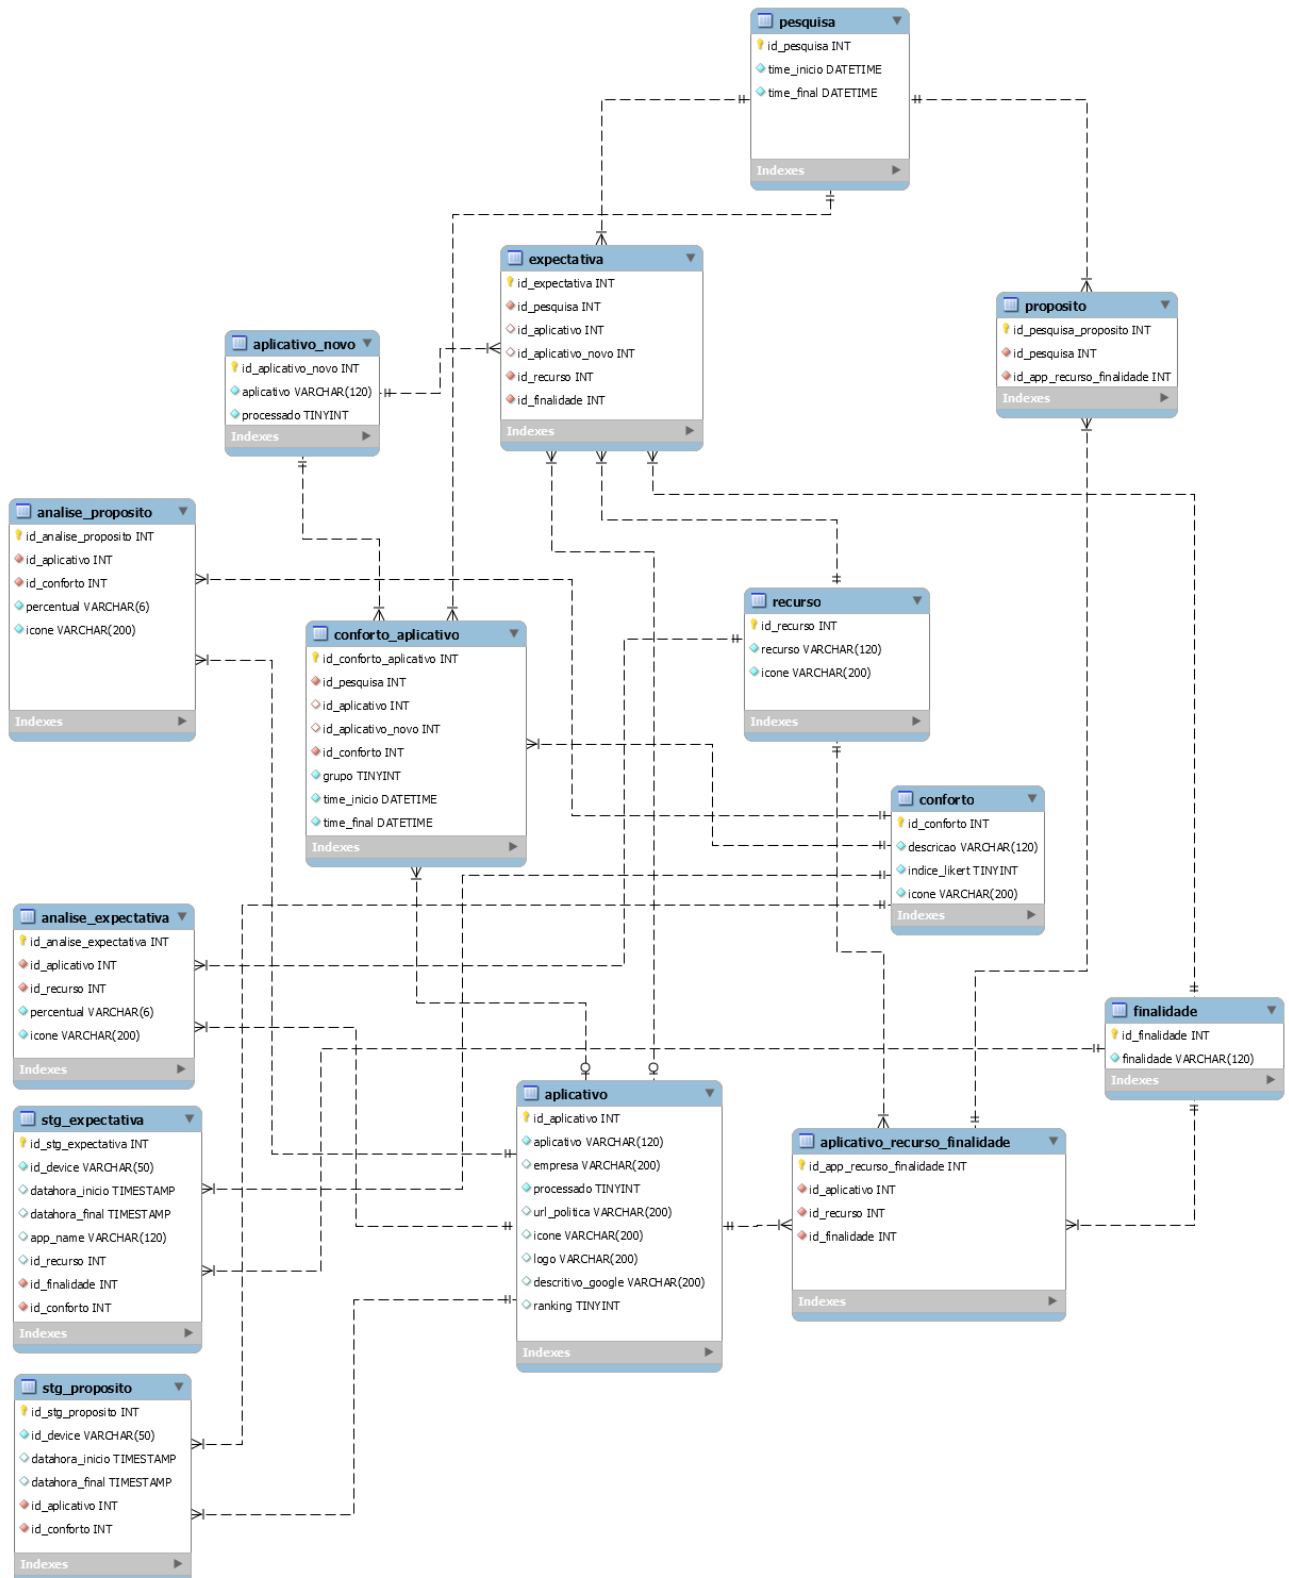 pesquisa
id_pesquisa INT
time_inicio DATETIME
time_final DATETIME
Indexes
expectativa
id_expectativa INT
id_pesquisa INT
id_aplicativo INT
id_aplicativo_novo INT
id_recurso INT
id_finalidade INT
Indexes
proposito
id_pesquisa_proposito INT
id_pesquisa INT
id_app_recurso_finalidade INT
Indexes
aplicativo_novo
id_aplicativo_novo INT
aplicativo VARCHAR(120)
processado TINYINT
Indexes
analise_proposito
id_analise_proposito INT
id_aplicativo INT
id_conforto INT
percentual VARCHAR(6)
icone VARCHAR(200)
Indexes
conforto_aplicativo
id_conforto_aplicativo INT
id_pesquisa INT
id_aplicativo INT
id_aplicativo_novo INT
id_conforto INT
grupo TINYINT
time_inicio DATETIME
time_final DATETIME
Indexes
recurso
id_recurso INT
recurso VARCHAR(120)
icone VARCHAR(200)
Indexes
conforto
id_conforto INT
descricao VARCHAR(120)
indice_likert TINYINT
icone VARCHAR(200)
Indexes
analise_expectativa
id_analise_expectativa INT
id_aplicativo INT
id_recurso INT
percentual VARCHAR(6)
icone VARCHAR(200)
Indexes
finalidade
id_finalidade INT
finalidade VARCHAR(120)
Indexes
stg_expectativa
id_stg_expectativa INT
id_device VARCHAR(50)
datahora_inicio TIMESTAMP
datahora_final TIMESTAMP
app_name VARCHAR(120)
id_recurso INT
id_finalidade INT
id_conforto INT
Indexes
aplicativo
id_aplicativo INT
aplicativo VARCHAR(120)
empresa VARCHAR(200)
processado TINYINT
url_politica VARCHAR(200)
icone VARCHAR(200)
logo VARCHAR(200)
descritivo_google VARCHAR(200)
ranking TINYINT
Indexes
aplicativo_recurso_finalidade
id_app_recurso_finalidade INT
id_aplicativo INT
id_recurso INT
id_finalidade INT
Indexes
stg_proposito
id_stg_proposito INT
id_device VARCHAR(50)
datahora_inicio TIMESTAMP
datahora_final TIMESTAMP
id_aplicativo INT
id_conforto INT
Indexes